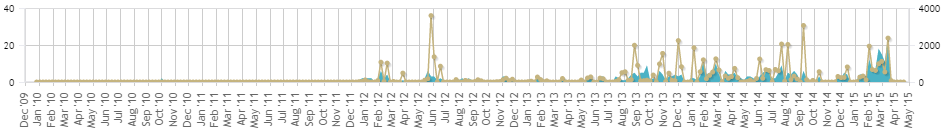 40 4000
20 2000
0 0
Dec '09 Jan '10 Feb '10 Mar '10 Apr '10 May '10 Jun '10 Jul '10 Aug '10 Sep '10 Oct '10 Nov '10 Dec '10 Jan '11 Feb '11 Mar '11 Apr '11 May '11 Jun '11 Jul '11 Aug '11 Sep '11 Oct '11 Nov '11 Dec '11 Jan '12 Feb '12 Mar '12 Apr '12 May '12 Jun '12 Jul '12 Aug '12 Sep '12 Oct '12 Nov '12 Dec '12 Jan '13 Feb '13 Mar '13 Apr '13 May '13 Jun '13 Jul '13 Aug '13 Sep '13 Oct '13 Nov '13 Dec '13 Jan '14 Feb '14 Mar '14 Apr '14 May '14 Jun '14 Jul '14 Aug '14 Sep '14 Oct '14 Nov '14 Dec '14 Jan '15 Feb '15 Mar '15 Apr '15 May '15